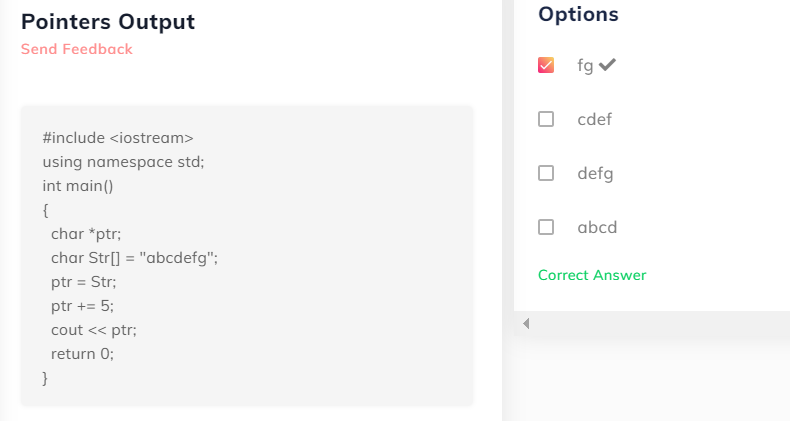 Pointers Output
Send Feedback
#include <iostream>
using namespace std;
int main()
{
  char *ptr;
  char Str[] = "abcdefg";
  ptr = Str;
  ptr += 5;
  cout << ptr;
  return 0;
}
Options
fg
cdef
defg
abcd
Correct Answer